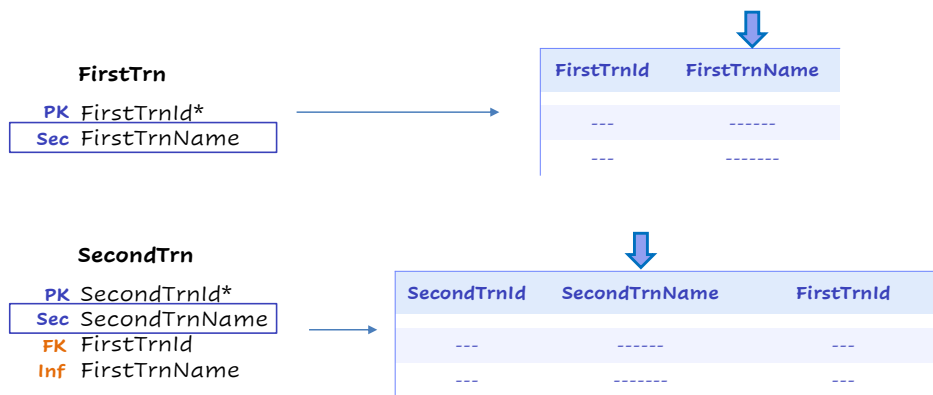 FirstTrn
PK FirstTrnId*
Sec FirstTrnName
FirstTrnId FirstTrnName
--- ------
--- -------
SecondTrn
PK SecondTrnId*
Sec SecondTrnName
FK FirstTrnId
Inf FirstTrnName
SecondTrnId SecondTrnName FirstTrnId
--- ------ ---
--- ------- ---